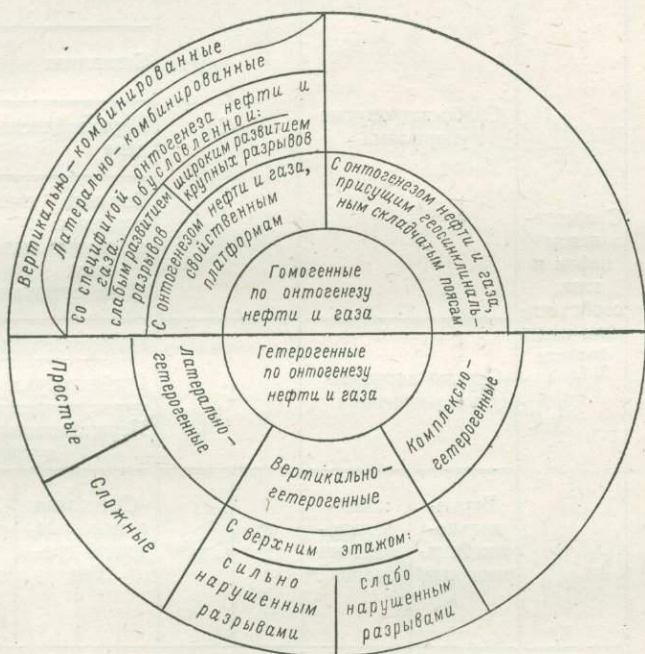 Вертикально–комбинированные
Латерально–комбинированные
Со спецификой онтогенеза нефти и
газа, обусловленной:
слабым развитием
разрывов
широким развитием
крупных разрывов
С онтогенезом нефти и газа,
свойственным
платформам
С онтогенезом нефти и газа,
присущим геосинклиналь-
ным складчатым поясам
Гомогенные
по онтогенезу
нефти и газа
Гетерогенные
по онтогенезу
нефти и газа
Латерально–
гетерогенные
Простые
Сложные
Вертикально–
гетерогенные
С верхним этажом:
сильно
нарушенным
разрывами
слабо
нарушенным
разрывами
Комплексно–
гетерогенные